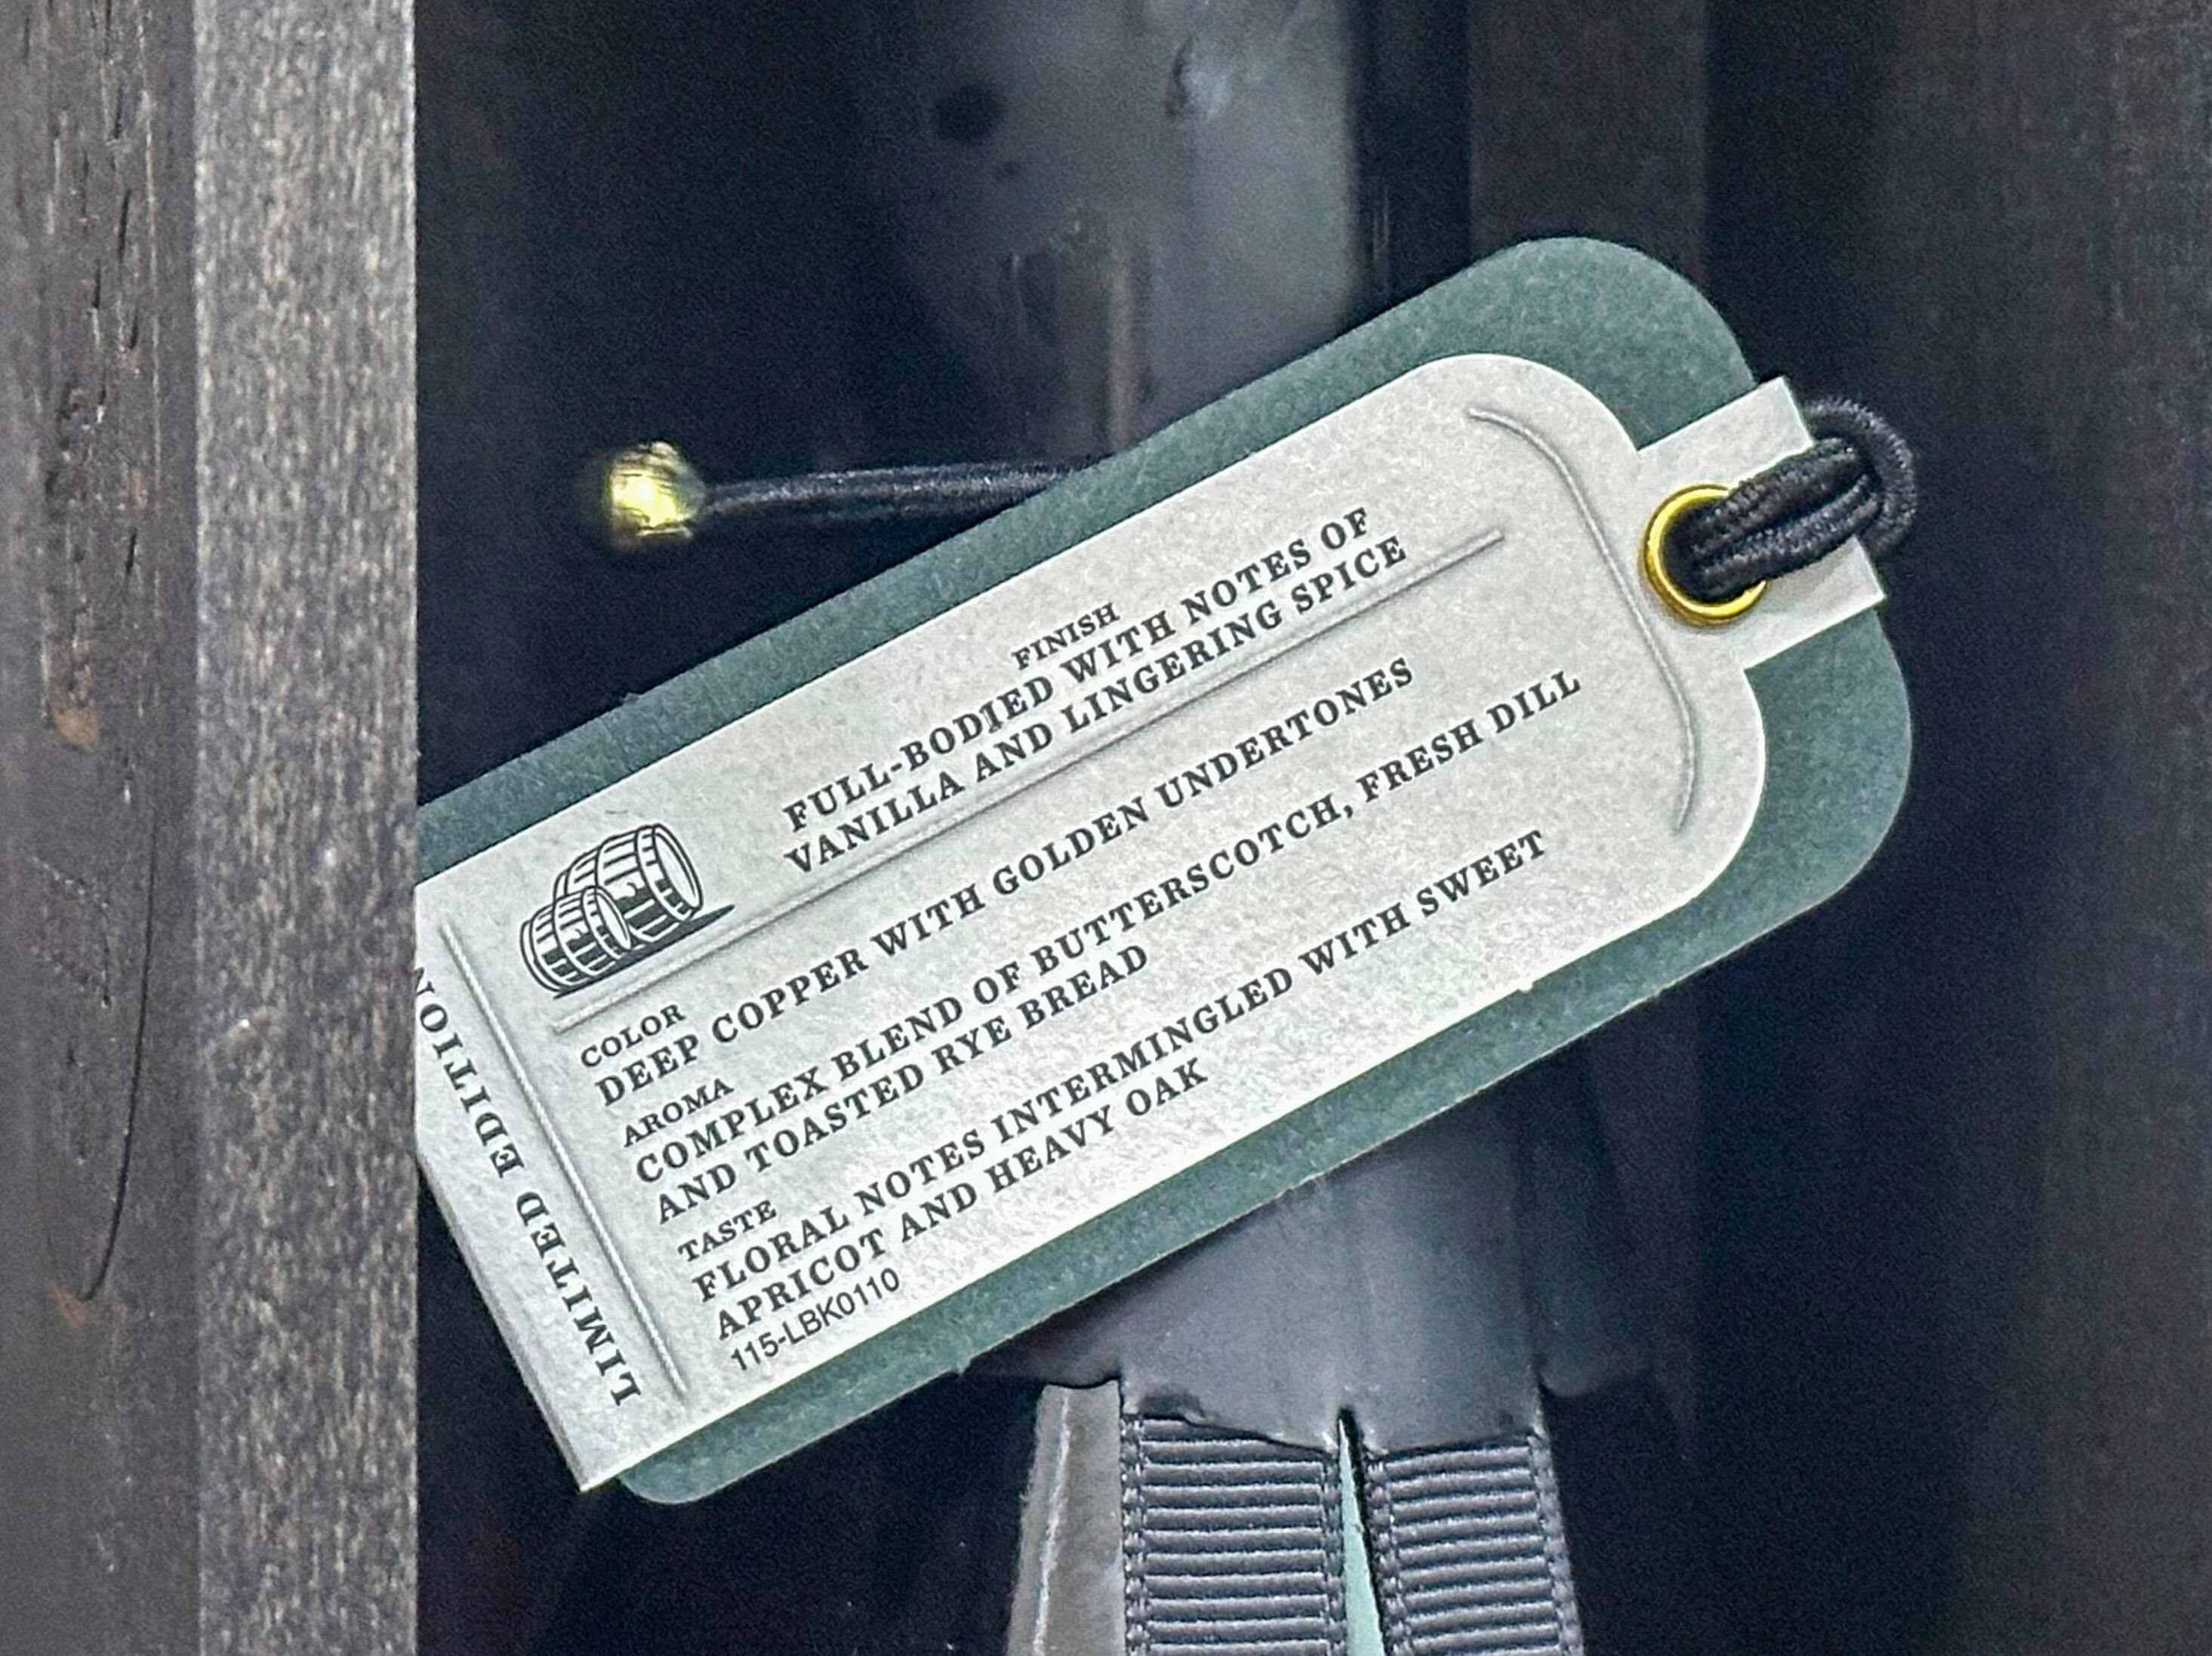 FINISH
FULL-BODIED WITH NOTES OF
VANILLA AND LINGERING SPICE
COLOR
DEEP COPPER WITH GOLDEN UNDERTONES
AROMA
COMPLEX BLEND OF BUTTERSCOTCH, FRESH DILL
AND TOASTED RYE BREAD
TASTE
FLORAL NOTES INTERMINGLED WITH SWEET
APRICOT AND HEAVY OAK
115-LBK0110
LIMITED EDITION